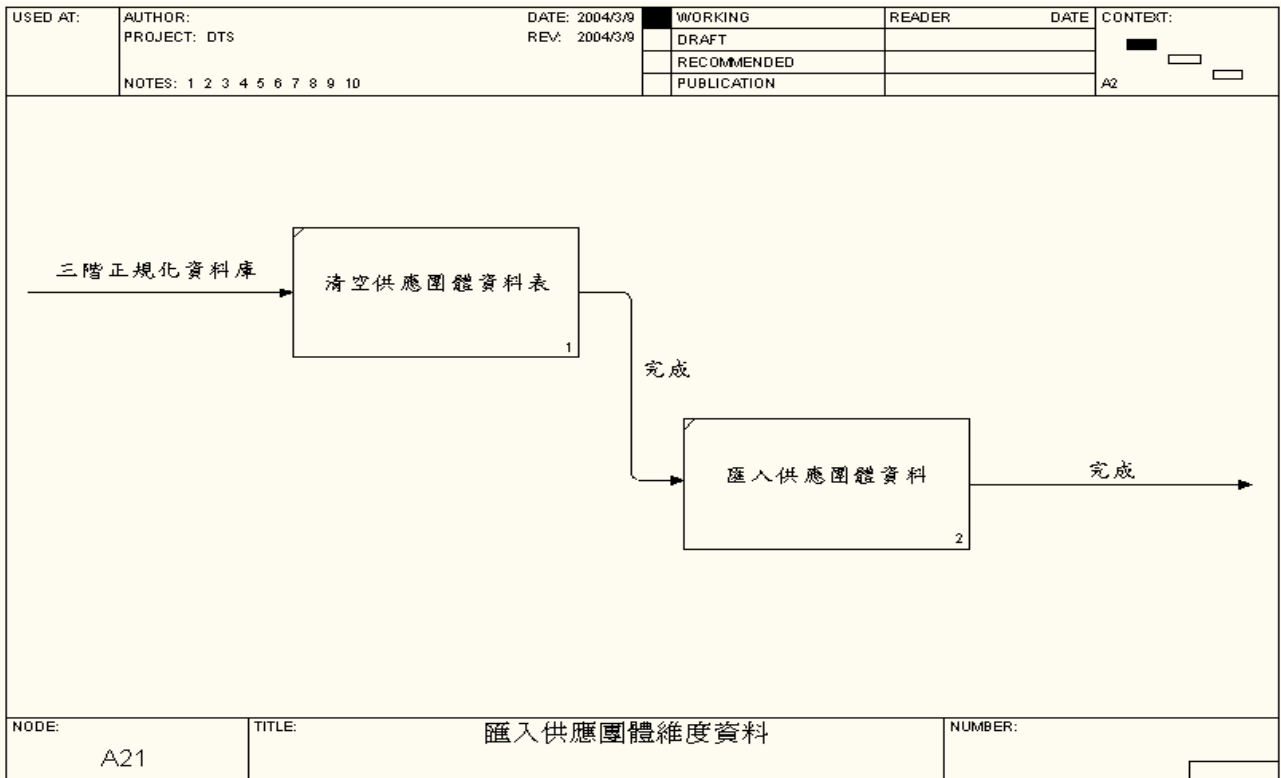 USED AT:
AUTHOR:
DATE: 2004/3/9
PROJECT: DTS
REV: 2004/3/9
NOTES: 1 2 3 4 5 6 7 8 9 10
WORKING
DRAFT
RECOMMENDED
PUBLICATION
READER
DATE
CONTEXT:
A2
三階正規化資料庫
清空供應團體資料表
1
完成
匯入供應團體資料
2
完成
NODE:
A21
TITLE:
匯入供應團體維度資料
NUMBER: